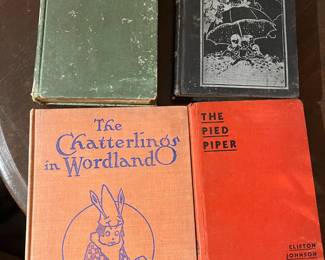 The
Chatterlings
in Wordland
THE
PIED
PIPER
CLIFTON
JOHNSON